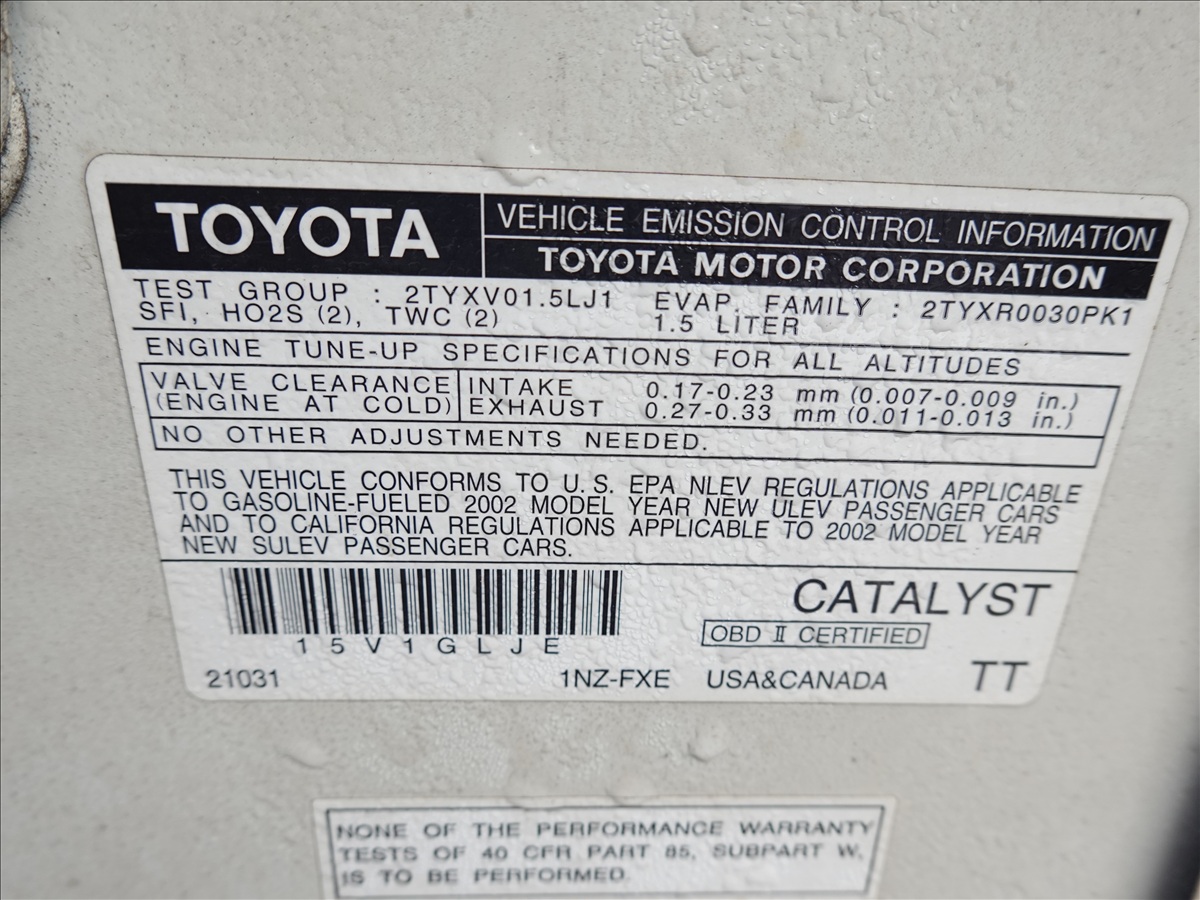 TOYOTA
VEHICLE EMISSION CONTROL INFORMATION
TOYOTA MOTOR CORPORATION
TEST GROUP : 2TYXV01.5LJ1 EVAP. FAMILY : 2TYXR0030PK1
SFI, HO2S (2), TWC (2) 1.5 LITER
ENGINE TUNE-UP SPECIFICATIONS FOR ALL ALTITUDES
VALVE CLEARANCE INTAKE 0.17-0.23 mm (0.007-0.009 in.)
(ENGINE AT COLD) EXHAUST 0.27-0.33 mm (0.011-0.013 in.)
NO OTHER ADJUSTMENTS NEEDED.
THIS VEHICLE CONFORMS TO U.S. EPA NLEV REGULATIONS APPLICABLE
TO GASOLINE-FUELED 2002 MODEL YEAR NEW ULEV PASSENGER CARS
AND TO CALIFORNIA REGULATIONS APPLICABLE TO 2002 MODEL YEAR
NEW SULEV PASSENGER CARS.
CATALYST
OBD II CERTIFIED
15V1GLJE
21031 1NZ-FXE USA&CANADA TT
NONE OF THE PERFORMANCE WARRANTY
TESTS OF 40 CFR PART 85, SUBPART W,
IS TO BE PERFORMED.